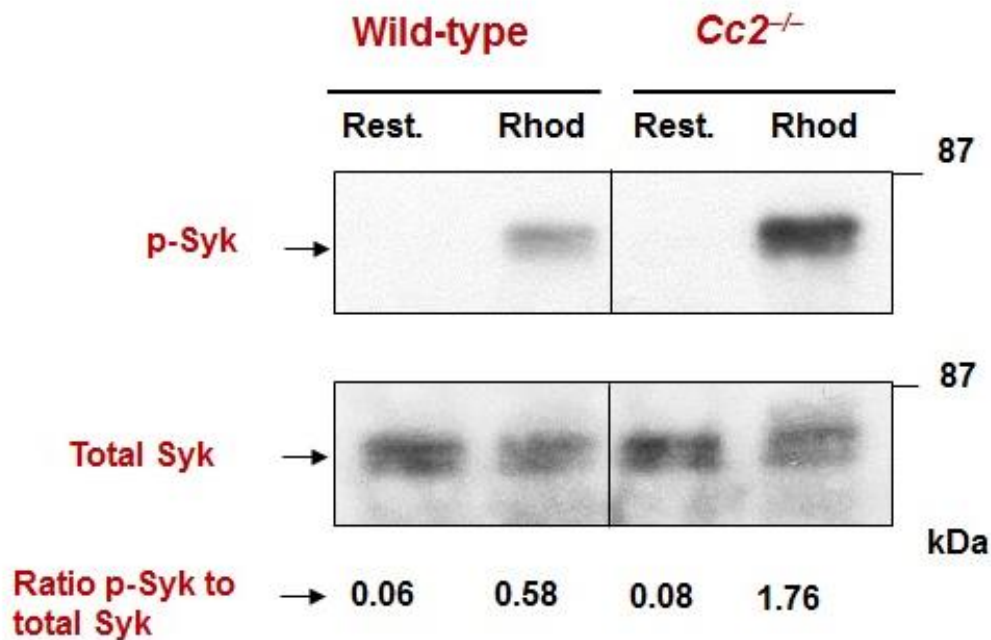 Wild-type Cc2–/–
Rest. Rhod Rest. Rhod
87
p-Syk
87
Total Syk
kDa
Ratio p-Syk to
total Syk
0.06 0.58 0.08 1.76